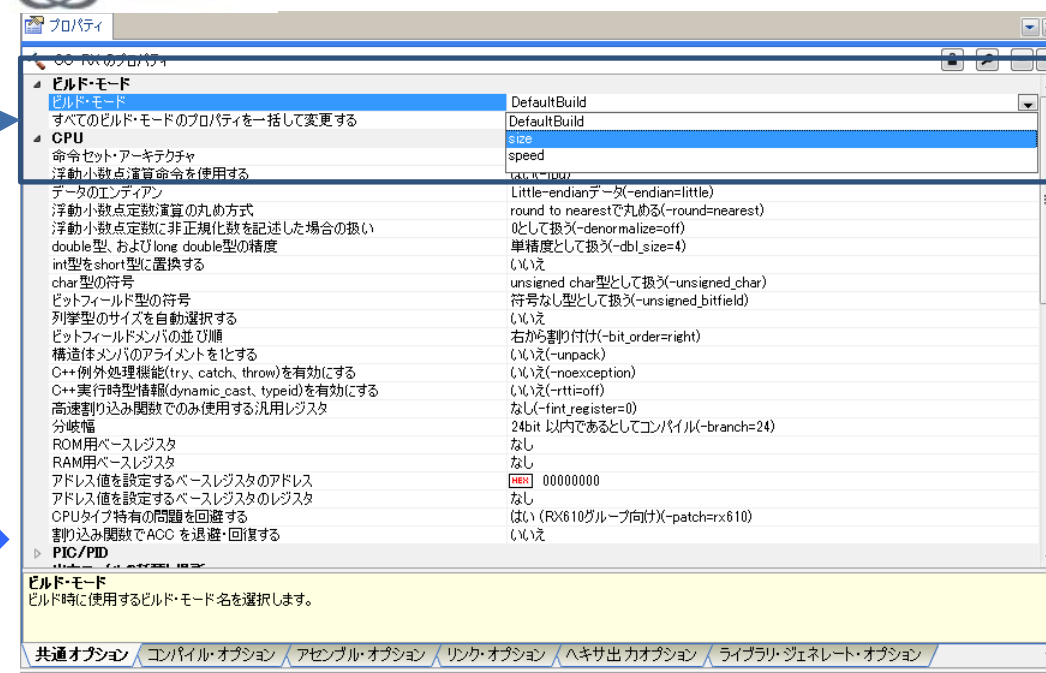 プロパティ
CC-RX のプロパティ
ビルド・モード
ビルド・モード DefaultBuild
すべてのビルド・モードのプロパティを一括して変更する DefaultBuild
CPU size
命令セット・アーキテクチャ speed
浮動小数点演算命令を使用する はい(-fpu)
データのエンディアン Little-endianデータ(-endian=little)
浮動小数点定数演算の丸め方式 round to nearestで丸める(-round=nearest)
浮動小数点定数に非正規化数を記述した場合の扱い 0として扱う(-denormalize=off)
double型、およびlong double型の精度 単精度として扱う(-dbl_size=4)
int型をshort型に置換する いいえ
char型の符号 unsigned char型として扱う(-unsigned_char)
ビットフィールド型の符号 符号なし型として扱う(-unsigned_bitfield)
列挙型のサイズを自動選択する いいえ
ビットフィールドメンバの並び順 右から割り付け(-bit_order=right)
構造体メンバのアライメントを1とする いいえ(-unpack)
C++例外処理機能(try、catch、throw)を有効にする いいえ(-noexception)
C++実行時型情報(dynamic_cast、typeid)を有効にする いいえ(-rtti=off)
高速割り込み関数でのみ使用する汎用レジスタ なし(-fint_register=0)
分岐幅 24bit 以内であるとしてコンパイル(-branch=24)
ROM用ベースレジスタ なし
RAM用ベースレジスタ なし
アドレス値を設定するベースレジスタのアドレス HEX 00000000
アドレス値を設定するベースレジスタのレジスタ なし
CPUタイプ特有の問題を回避する はい (RX610グループ向け)(-patch=rx610)
割り込み関数でACC を退避・回復する いいえ
PIC/PID
ビルド・モード
ビルド時に使用するビルド・モード名を選択します。
共通オプション コンパイル・オプション アセンブル・オプション リンク・オプション ヘキサ出力オプション ライブラリ・ジェネレート・オプション